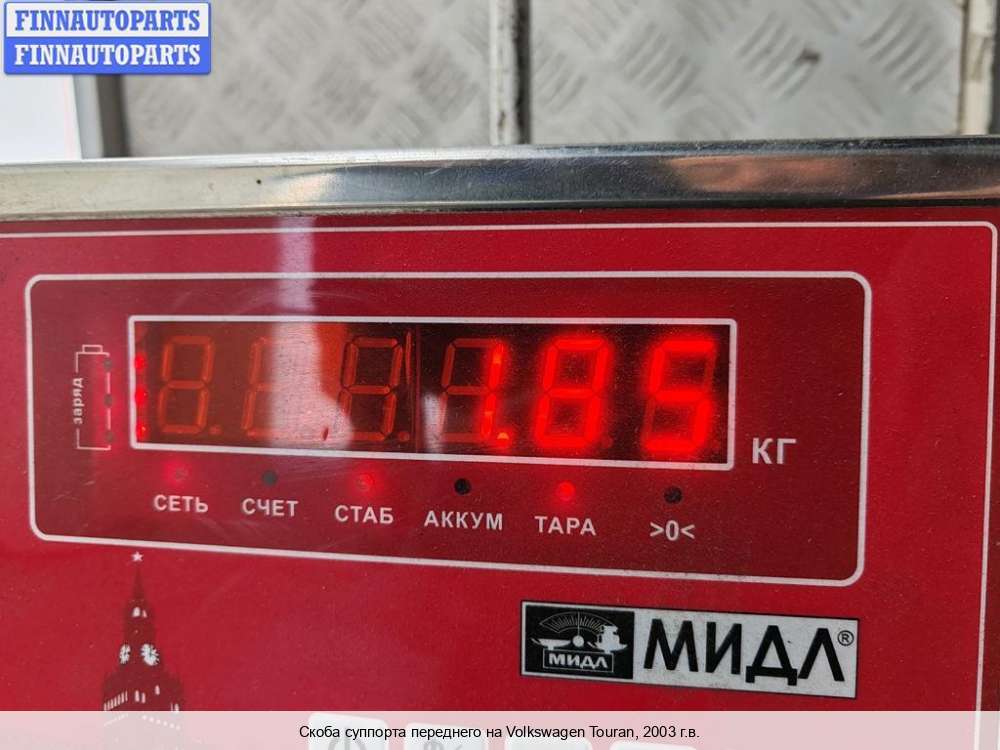 FINNAUTOPARTS
FINNAUTOPARTS
заряд
1.85
КГ
СЕТЬ СЧЕТ СТАБ АККУМ ТАРА >0<
МИДЛ МИДЛ®
Скоба суппорта переднего на Volkswagen Touran, 2003 г.в.